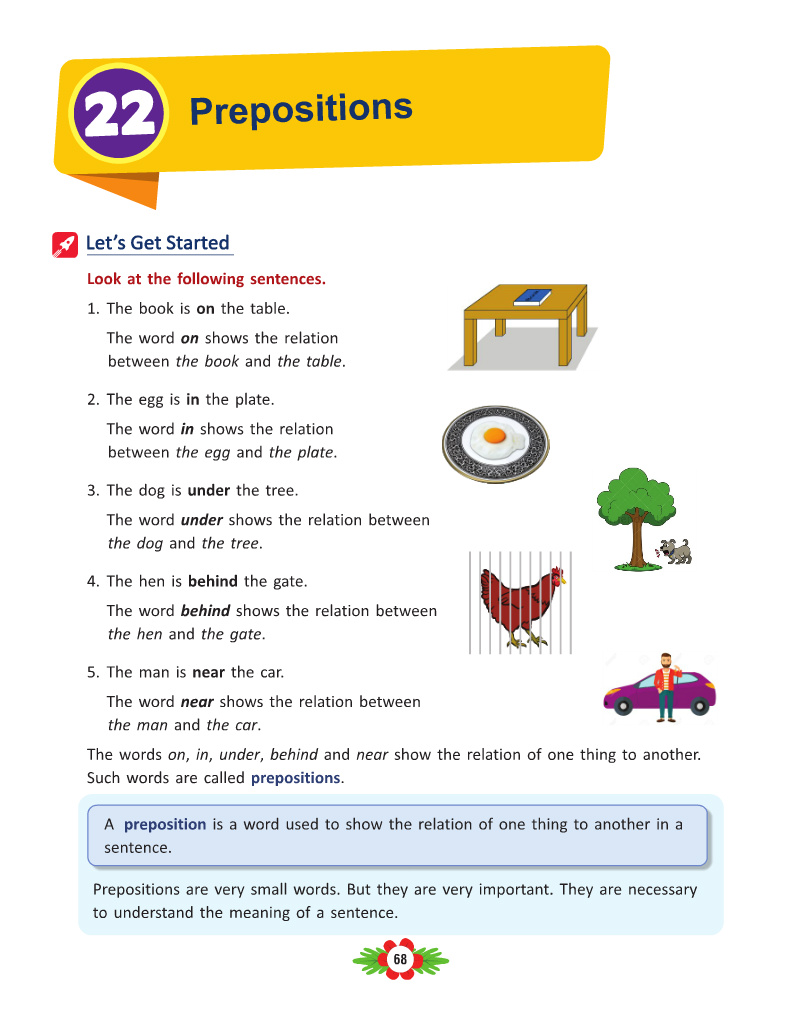 22
Prepositions
Let's Get Started
Look at the following sentences.
1. The book is on the table.
The word on shows the relation
between the book and the table.
2. The egg is in the plate.
The word in shows the relation
between the egg and the plate.
3. The dog is under the tree.
The word under shows the relation between
the dog and the tree.
4. The hen is behind the gate.
The word behind shows the relation between
the hen and the gate.
5. The man is near the car.
The word near shows the relation between
the man and the car.
The words on, in, under, behind and near show the relation of one thing to another.
Such words are called prepositions.
A preposition is a word used to show the relation of one thing to another in a
sentence.
Prepositions are very small words. But they are very important. They are necessary
to understand the meaning of a sentence.
68